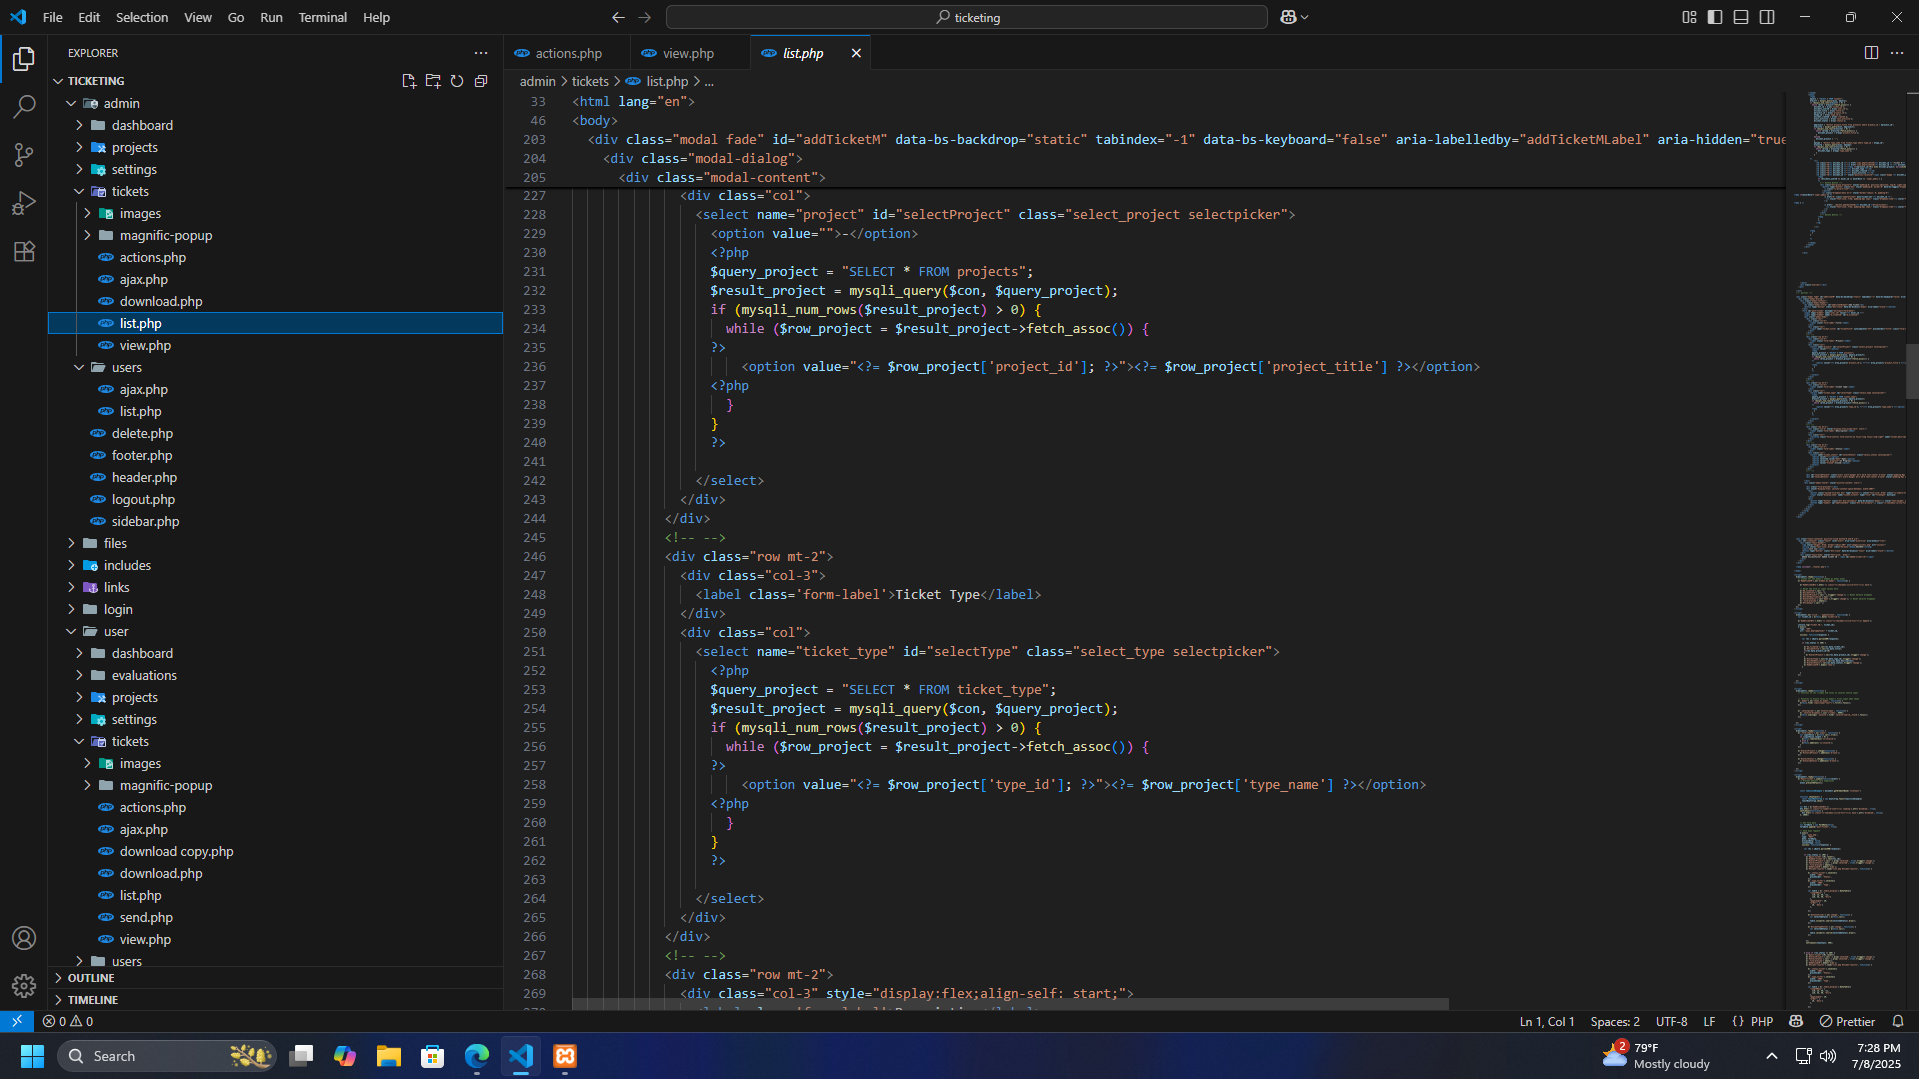 File Edit Selection View Go Run Terminal Help
ticketing
EXPLORER
TICKETING
admin
dashboard
projects
settings
tickets
images
magnific-popup
actions.php
ajax.php
download.php
list.php
view.php
users
ajax.php
list.php
delete.php
footer.php
header.php
logout.php
sidebar.php
files
includes
links
login
user
dashboard
evaluations
projects
settings
tickets
images
magnific-popup
actions.php
ajax.php
download copy.php
download.php
list.php
send.php
view.php
users
OUTLINE
TIMELINE
actions.php view.php list.php
admin > tickets > list.php > ...
33 <html lang="en">
46 <body>
203 <div class="modal fade" id="addTicketM" data-bs-backdrop="static" tabindex="-1" data-bs-keyboard="false" aria-labelledby="addTicketMLabel" aria-hidden="true
204 <div class="modal-dialog">
205 <div class="modal-content">
227 <div class="col">
228 <select name="project" id="selectProject" class="select_project selectpicker">
229 <option value="">-</option>
230 <?php
231 $query_project = "SELECT * FROM projects";
232 $result_project = mysqli_query($con, $query_project);
233 if (mysqli_num_rows($result_project) > 0) {
234 while ($row_project = $result_project->fetch_assoc()) {
235 ?>
236 <option value="<?= $row_project['project_id']; ?>"><?= $row_project['project_title'] ?></option>
237 <?php
238 }
239 }
240 ?>
241
242 </select>
243 </div>
244 </div>
245 <!-- -->
246 <div class="row mt-2">
247 <div class="col-3">
248 <label class='form-label'>Ticket Type</label>
249 </div>
250 <div class="col">
251 <select name="ticket_type" id="selectType" class="select_type selectpicker">
252 <?php
253 $query_project = "SELECT * FROM ticket_type";
254 $result_project = mysqli_query($con, $query_project);
255 if (mysqli_num_rows($result_project) > 0) {
256 while ($row_project = $result_project->fetch_assoc()) {
257 ?>
258 <option value="<?= $row_project['type_id']; ?>"><?= $row_project['type_name'] ?></option>
259 <?php
260 }
261 }
262 ?>
263
264 </select>
265 </div>
266 </div>
267 <!-- -->
268 <div class="row mt-2">
269 <div class="col-3" style="display:flex;align-self: start;">
0 0
Ln 1, Col 1 Spaces: 2 UTF-8 LF {} PHP Prettier
Search
2
79°F
Mostly cloudy
7:28 PM
7/8/2025